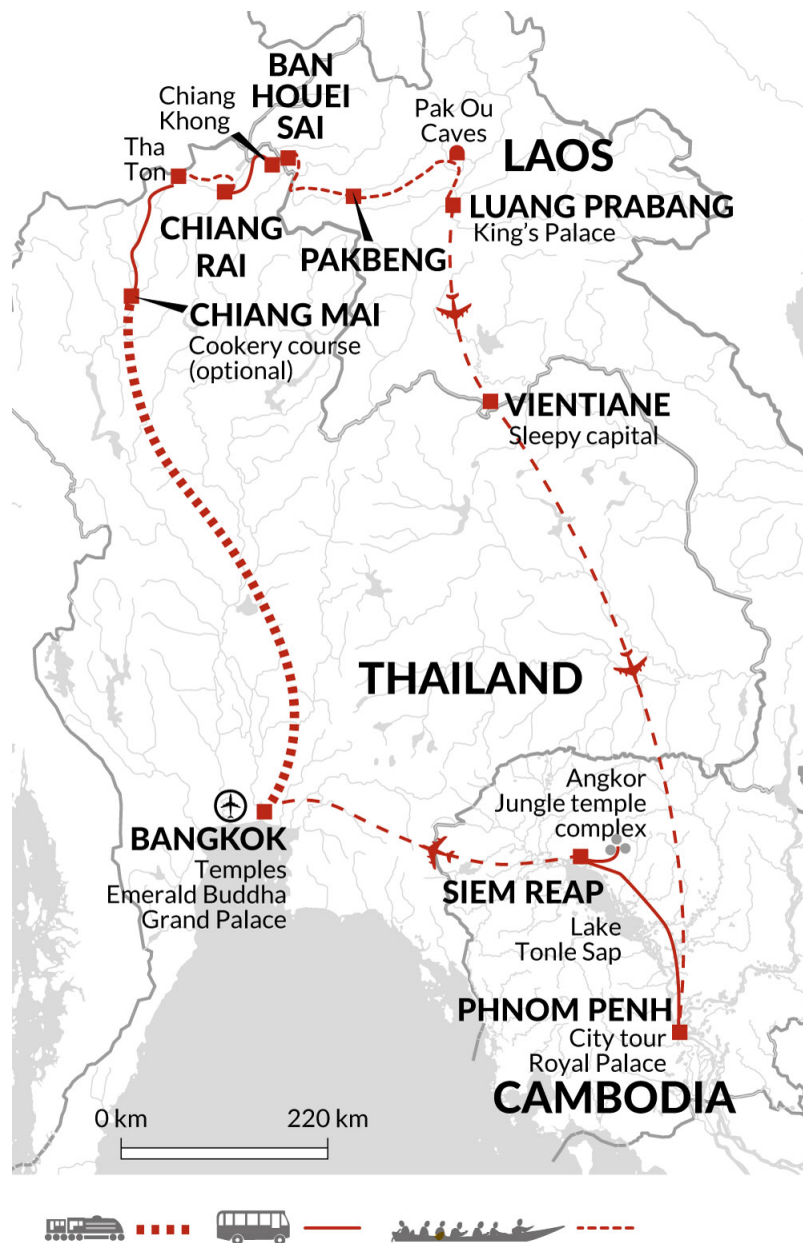 BAN
HOUEI
SAI
Chiang
Khong
Tha
Ton
Pak Ou
Caves
LAOS
LUANG PRABANG
King's Palace
CHIANG
RAI
PAKBENG
CHIANG MAI
Cookery course
(optional)
VIENTIANE
Sleepy capital
THAILAND
Angkor
Jungle temple
complex
BANGKOK
Temples
Emerald Buddha
Grand Palace
SIEM REAP
Lake
Tonle Sap
PHNOM PENH
City tour
Royal Palace
CAMBODIA
0 km
220 km